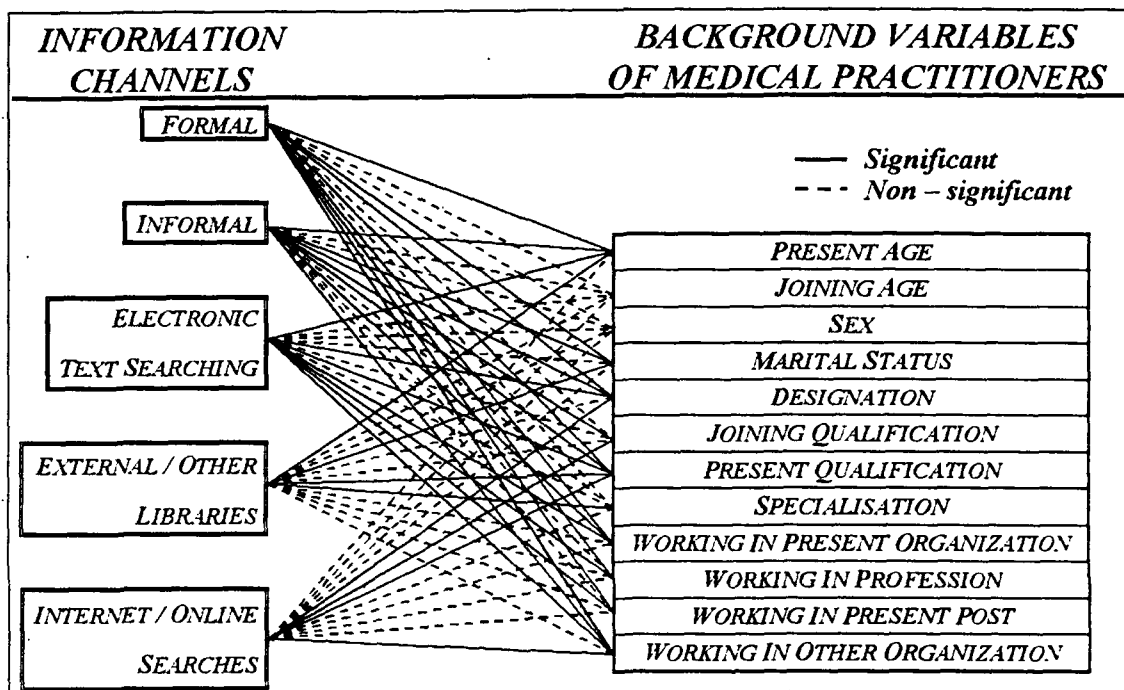 INFORMATION CHANNELS
BACKGROUND VARIABLES OF MEDICAL PRACTITIONERS
FORMAL
INFORMAL
ELECTRONIC
TEXT SEARCHING
EXTERNAL / OTHER
LIBRARIES
INTERNET / ONLINE
SEARCHES
Significant
Non – significant
PRESENT AGE
JOINING AGE
SEX
MARITAL STATUS
DESIGNATION
JOINING QUALIFICATION
PRESENT QUALIFICATION
SPECIALISATION
WORKING IN PRESENT ORGANIZATION
WORKING IN PROFESSION
WORKING IN PRESENT POST
WORKING IN OTHER ORGANIZATION